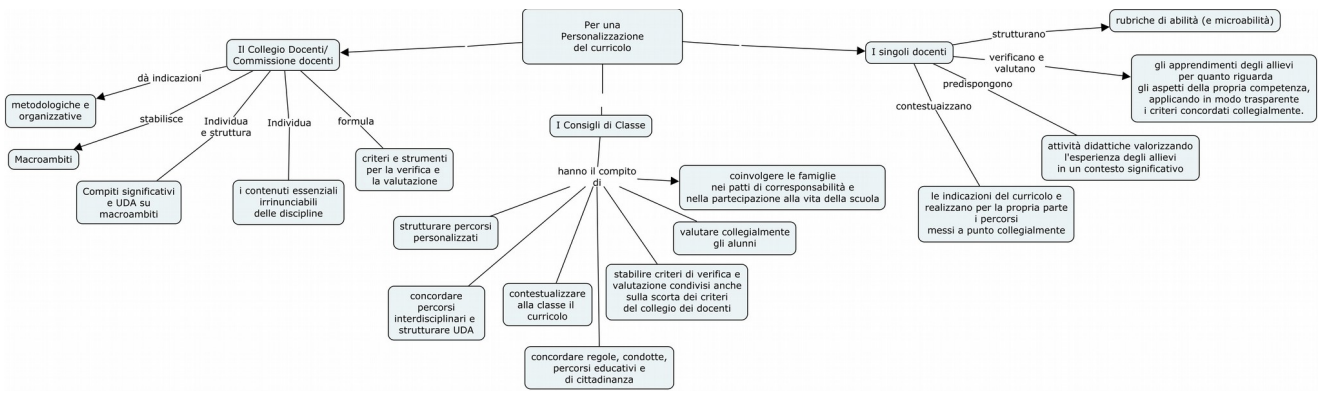 Per una
Personalizzazione
del curricolo
Il Collegio Docenti/
Commissione docenti
dà indicazioni
metodologiche e
organizzative
stabilisce
Macroambiti
Individua
e struttura
Compiti significativi
e UDA su
macroambiti
Individua
i contenuti essenziali
irrinunciabili
delle discipline
formula
criteri e strumenti
per la verifica e
la valutazione
I Consigli di Classe
hanno il compito
di
coinvolgere le famiglie
nei patti di corresponsabilità e
nella partecipazione alla vita della scuola
strutturare percorsi
personalizzati
valutare collegialmente
gli alunni
concordare
percorsi
interdisciplinari e
strutturare UDA
contestualizzare
alla classe il
curricolo
stabilire criteri di verifica e
valutazione condivisi anche
sulla scorta dei criteri
del collegio dei docenti
concordare regole, condotte,
percorsi educativi e
di cittadinanza
I singoli docenti
strutturano
rubriche di abilità (e microabilità)
verificano e
valutano
gli apprendimenti degli allievi
per quanto riguarda
gli aspetti della propria competenza,
applicando in modo trasparente
i criteri concordati collegialmente.
predispongono
attività didattiche valorizzando
l'esperienza degli allievi
in un contesto significativo
contestuaizzano
le indicazioni del curricolo e
realizzano per la propria parte
i percorsi
messi a punto collegialmente